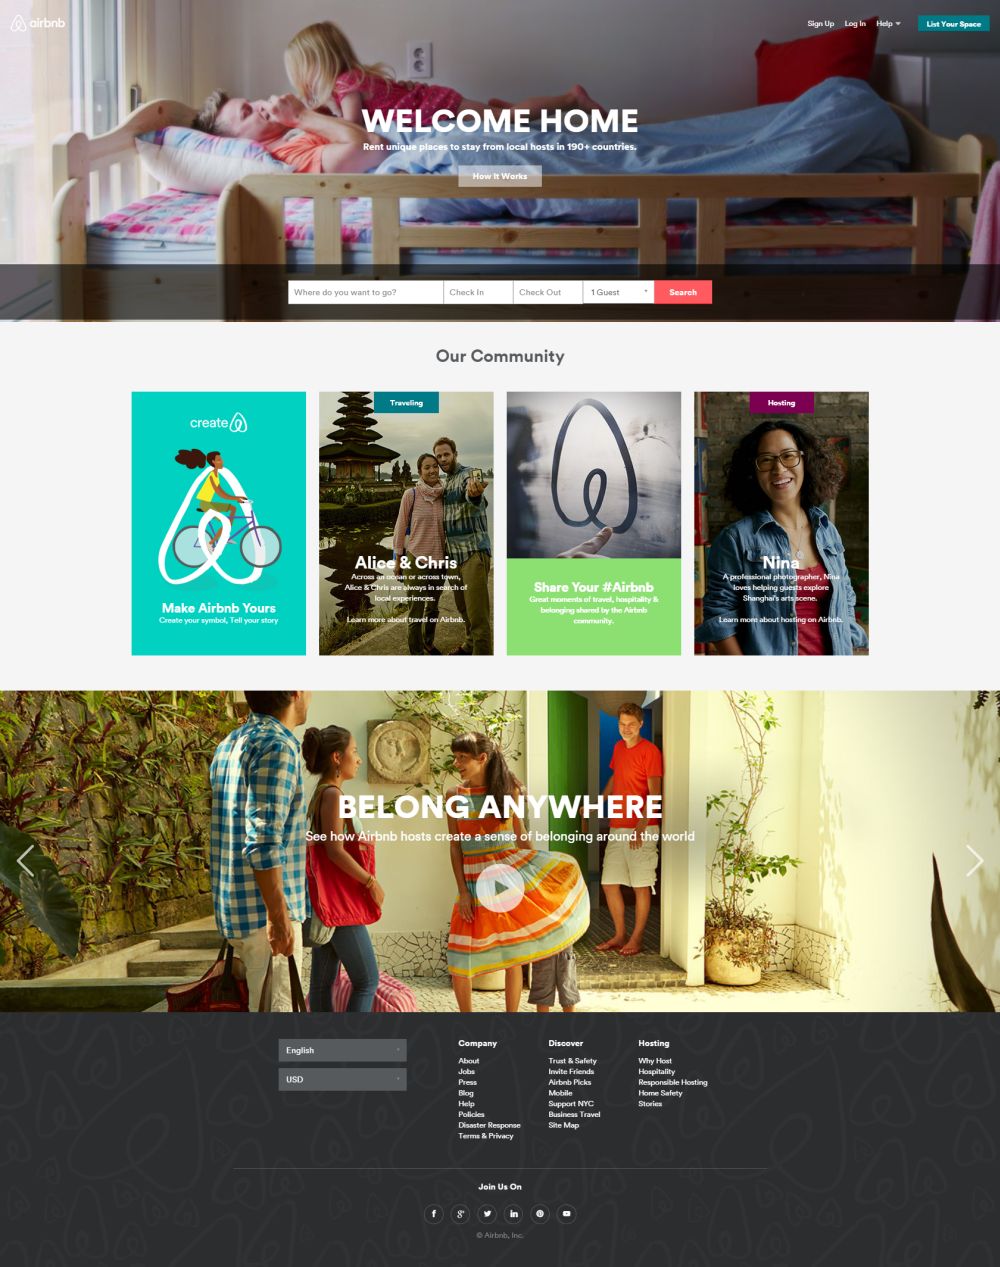 airbnb
Sign Up Log In Help List Your Space
WELCOME HOME
Rent unique places to stay from local hosts in 190+ countries.
How It Works
Where do you want to go? Check In Check Out 1 Guest Search
Our Community
create
Make Airbnb Yours
Create your symbol, Tell your story
Traveling
Alice & Chris
Across an ocean or across town,
Alice & Chris are always in search of
local experiences.
Learn more about travel on Airbnb.
Share Your #Airbnb
Great moments of travel, hospitality &
belonging shared by the Airbnb
community.
Hosting
Nina
A professional photographer, Nina
loves helping guests explore
Shanghai's arts scene.
Learn more about hosting on Airbnb.
BELONG ANYWHERE
See how Airbnb hosts create a sense of belonging around the world
English
USD
Company
About
Jobs
Press
Blog
Help
Policies
Disaster Response
Terms & Privacy
Discover
Trust & Safety
Invite Friends
Airbnb Picks
Mobile
Support NYC
Business Travel
Site Map
Hosting
Why Host
Hospitality
Responsible Hosting
Home Safety
Stories
Join Us On
© Airbnb, Inc.